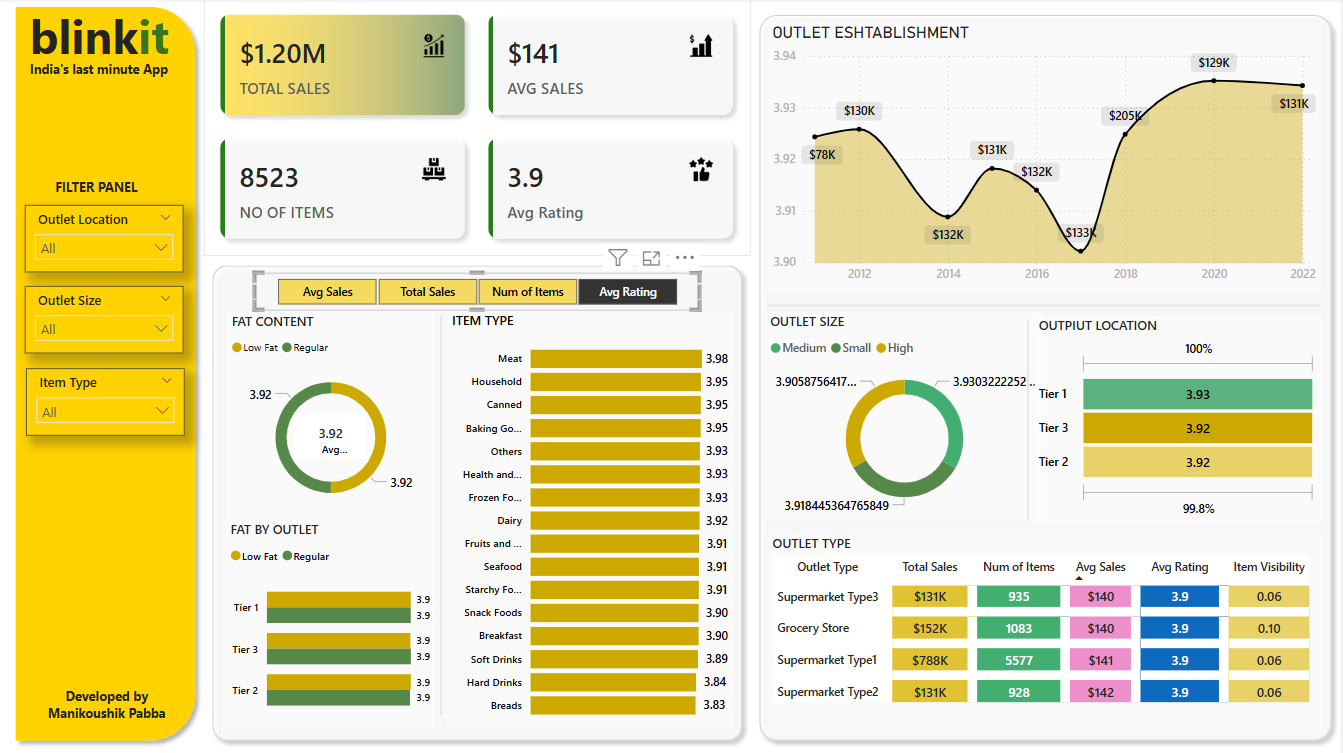 blinkit
India's last minute App
FILTER PANEL
Outlet Location
All
Outlet Size
All
Item Type
All
Developed by
Manikoushik Pabba
$1.20M
TOTAL SALES
$141
AVG SALES
8523
NO OF ITEMS
3.9
Avg Rating
Avg Sales
Total Sales
Num of Items
Avg Rating
FAT CONTENT
Low Fat
Regular
3.92
3.92
Avg...
3.92
FAT BY OUTLET
Low Fat
Regular
Tier 1
3.9
3.9
Tier 3
3.9
3.9
Tier 2
3.9
3.9
ITEM TYPE
Meat 3.98
Household 3.95
Canned 3.95
Baking Go... 3.95
Others 3.93
Health and... 3.93
Frozen Fo... 3.93
Dairy 3.92
Fruits and ... 3.91
Seafood 3.91
Starchy Fo... 3.91
Snack Foods 3.90
Breakfast 3.90
Soft Drinks 3.89
Hard Drinks 3.84
Breads 3.83
OUTLET ESHTABLISHMENT
3.94
3.93
3.92
3.91
3.90
$78K
$130K
$132K
$131K
$132K
$133K
$205K
$129K
$131K
2012 2014 2016 2018 2020 2022
OUTLET SIZE
Medium Small High
3.9058756417...
3.9303222252...
3.918445364765849
OUTPIUT LOCATION
100%
Tier 1 3.93
Tier 3 3.92
Tier 2 3.92
99.8%
OUTLET TYPE
Outlet Type Total Sales Num of Items Avg Sales Avg Rating Item Visibility
Supermarket Type3 $131K 935 $140 3.9 0.06
Grocery Store $152K 1083 $140 3.9 0.10
Supermarket Type1 $788K 5577 $141 3.9 0.06
Supermarket Type2 $131K 928 $142 3.9 0.06